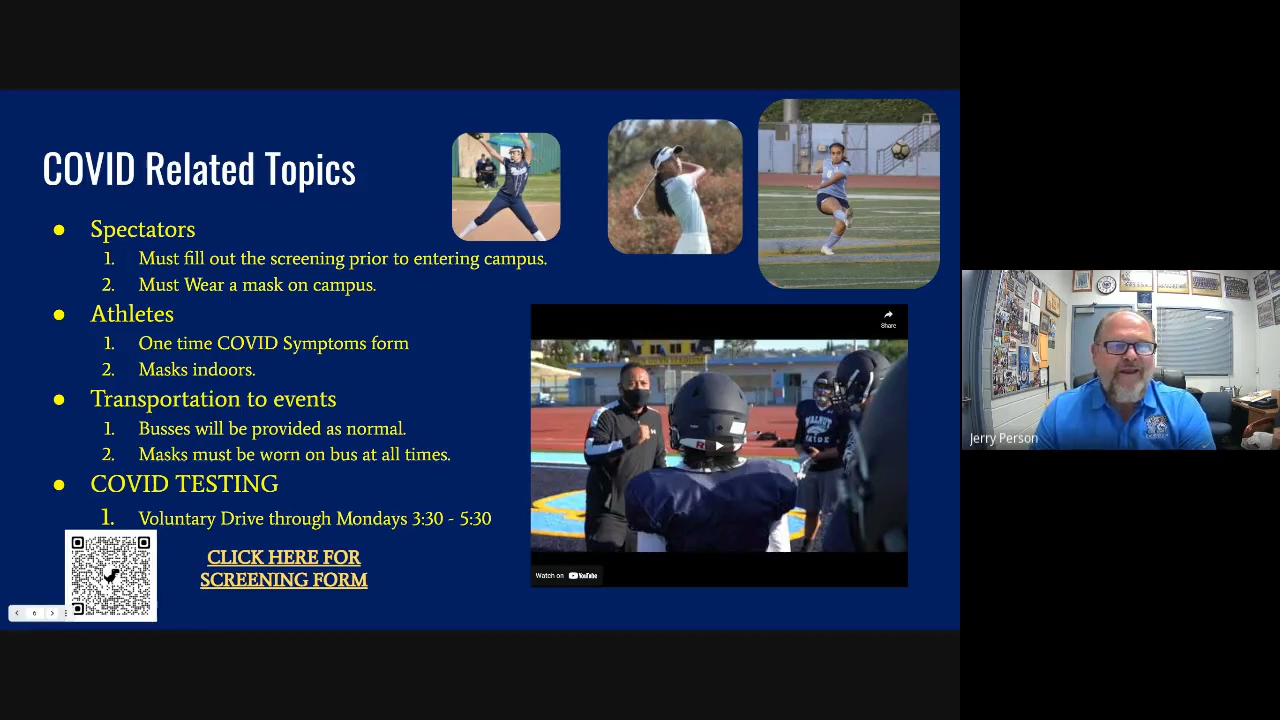 COVID Related Topics
● Spectators
1. Must fill out the screening prior to entering campus.
2. Must Wear a mask on campus.
● Athletes
1. One time COVID Symptoms form
2. Masks indoors.
● Transportation to events
1. Busses will be provided as normal.
2. Masks must be worn on bus at all times.
● COVID TESTING
1. Voluntary Drive through Mondays 3:30 - 5:30
CLICK HERE FOR
SCREENING FORM
6
Share
WALNUT
Watch on YouTube
Jerry Person